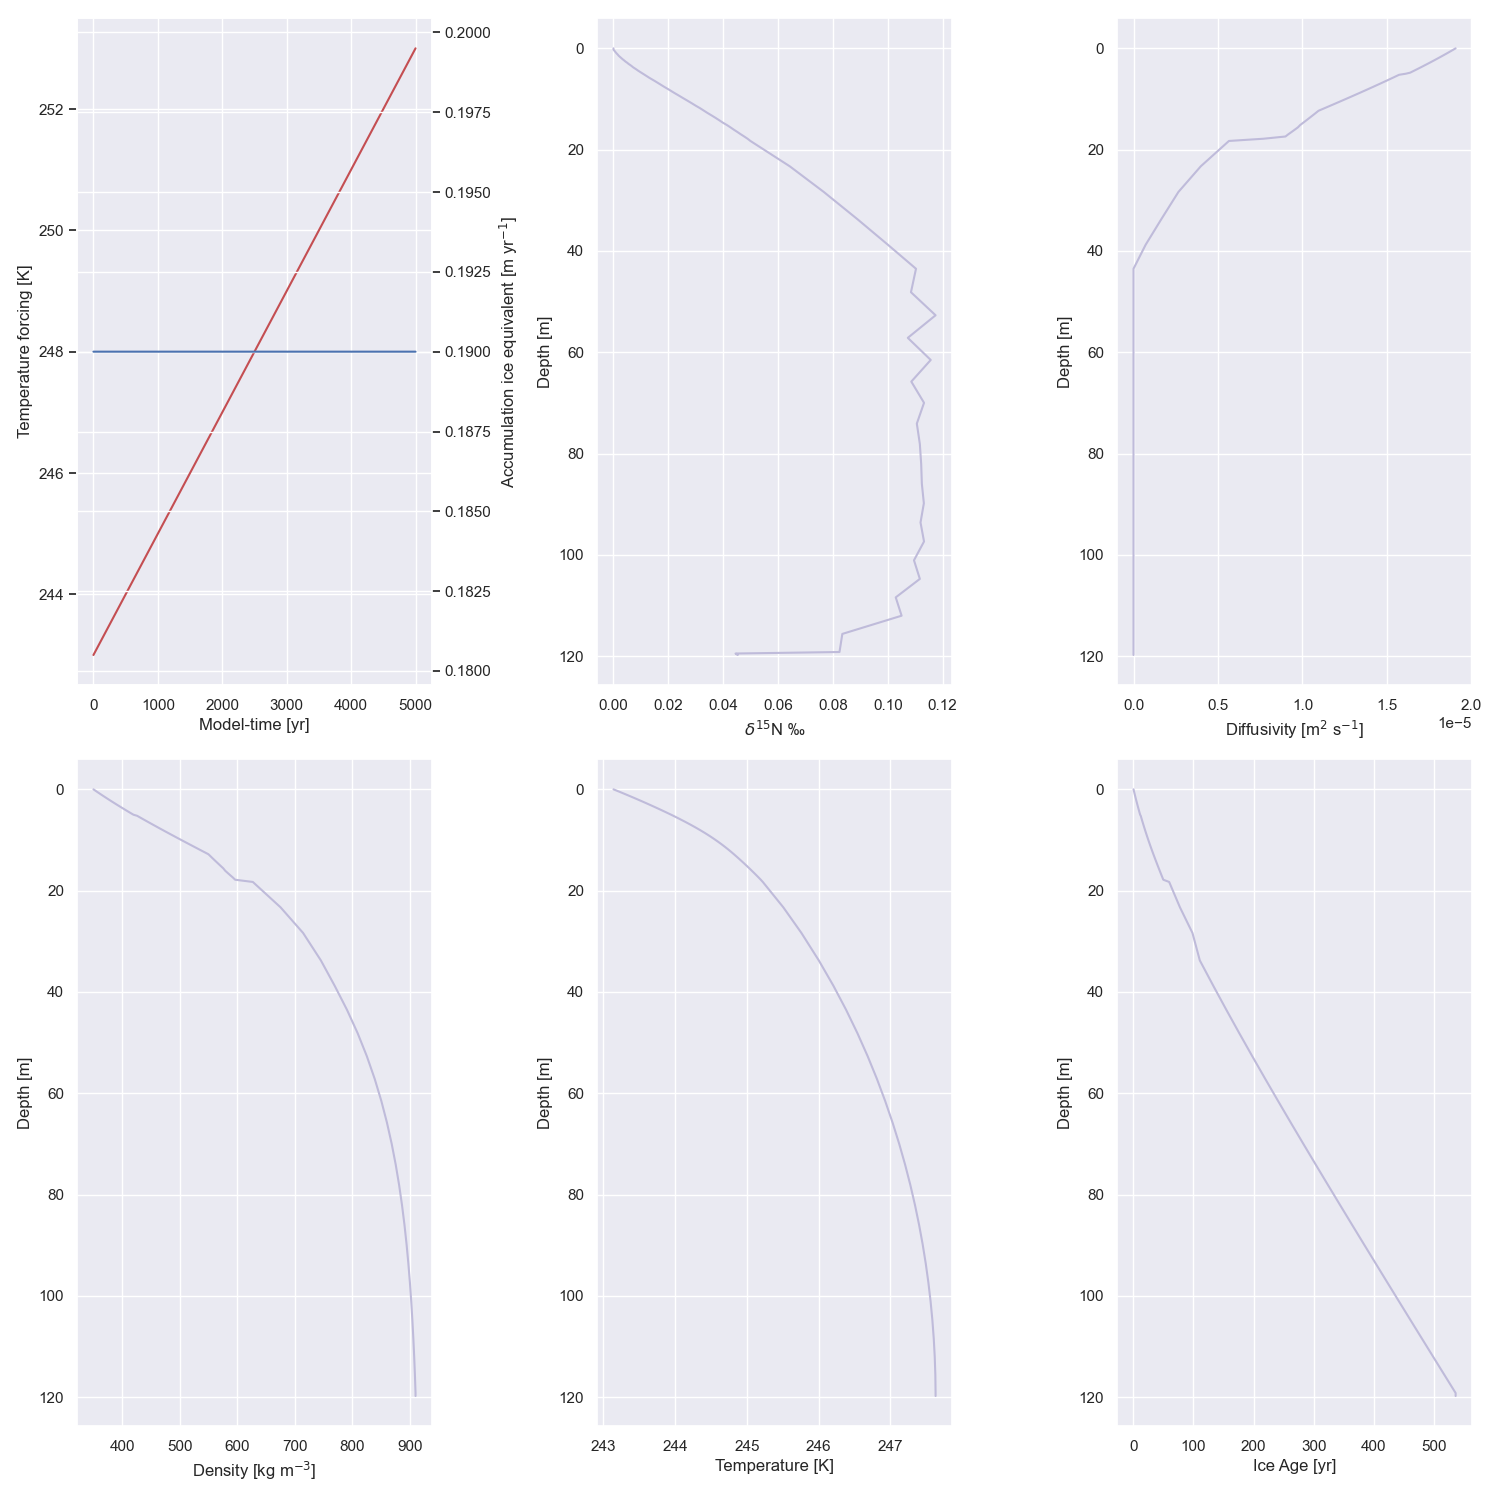 252
250
248
246
244
Temperature forcing [K]
0 1000 2000 3000 4000 5000
Model-time [yr]
0.2000
0.1975
0.1950
0.1925
0.1900
0.1875
0.1850
0.1825
0.1800
Accumulation ice equivalent [m yr⁻¹]
0
20
40
60
80
100
120
Depth [m]
0.00 0.02 0.04 0.06 0.08 0.10 0.12
δ¹⁵N ‰
0
20
40
60
80
100
120
Depth [m]
0.0 0.5 1.0 1.5 2.0
1e−5
Diffusivity [m² s⁻¹]
0
20
40
60
80
100
120
Depth [m]
400 500 600 700 800 900
Density [kg m⁻³]
0
20
40
60
80
100
120
Depth [m]
243 244 245 246 247
Temperature [K]
0
20
40
60
80
100
120
Depth [m]
0 100 200 300 400 500
Ice Age [yr]